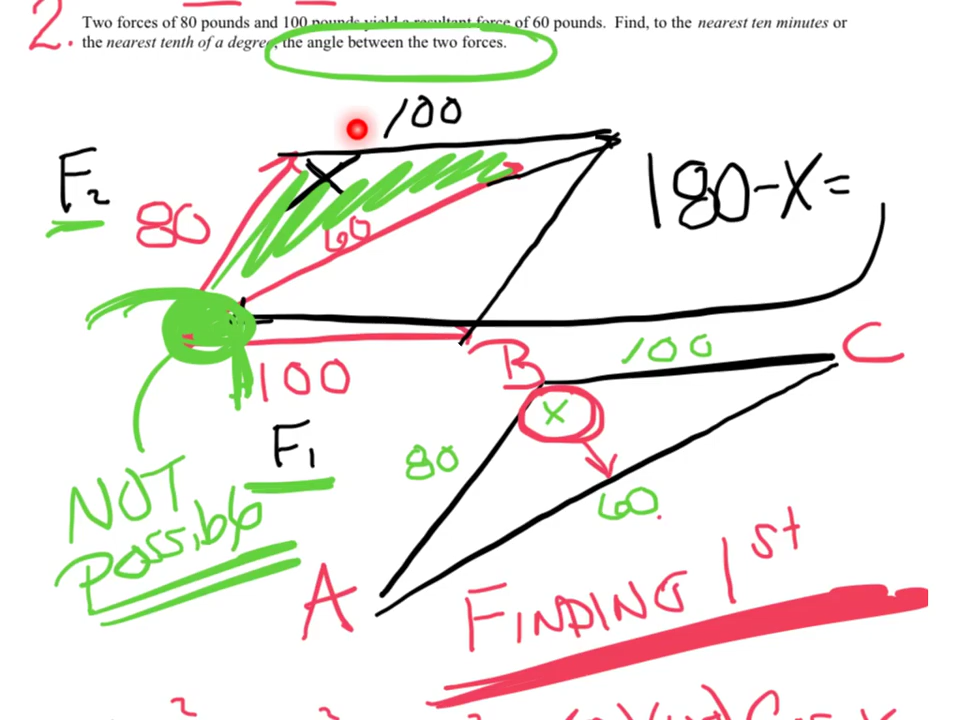 2. Two forces of 80 pounds and 100 pounds yield a resultant force of 60 pounds. Find, to the nearest ten minutes or
the nearest tenth of a degree, the angle between the two forces.
100
F2
X
180-X=
80
60
100
B
100
C
F1
X
80
60.
NOT
Possible
A
FINDING 1st
2